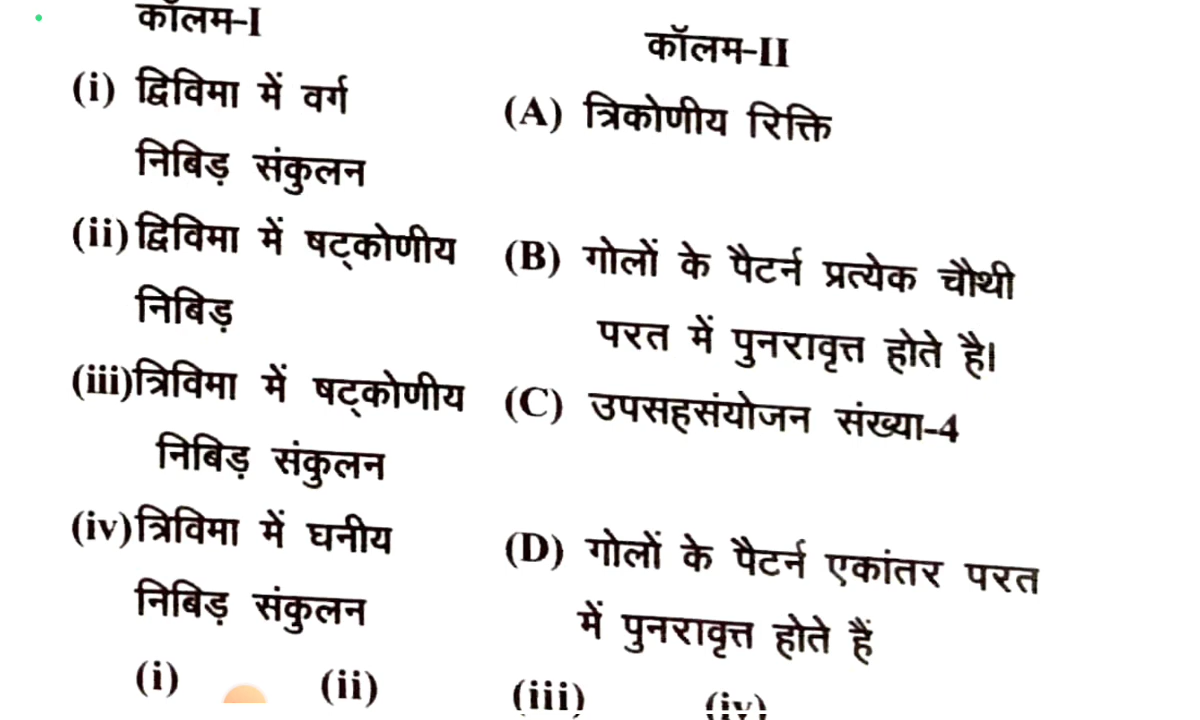 कॉलम-I
कॉलम-II
(i) द्विविमा में वर्ग
निबिड़ संकुलन
(A) त्रिकोणीय रिक्ति
(ii) द्विविमा में षट्कोणीय
निबिड़
(B) गोलों के पैटर्न प्रत्येक चौथी
परत में पुनरावृत्त होते है।
(iii) त्रिविमा में षट्कोणीय
निबिड़ संकुलन
(C) उपसहसंयोजन संख्या-4
(iv) त्रिविमा में घनीय
निबिड़ संकुलन
(D) गोलों के पैटर्न एकांतर परत
में पुनरावृत्त होते हैं
(i) (ii) (iii) (iv)